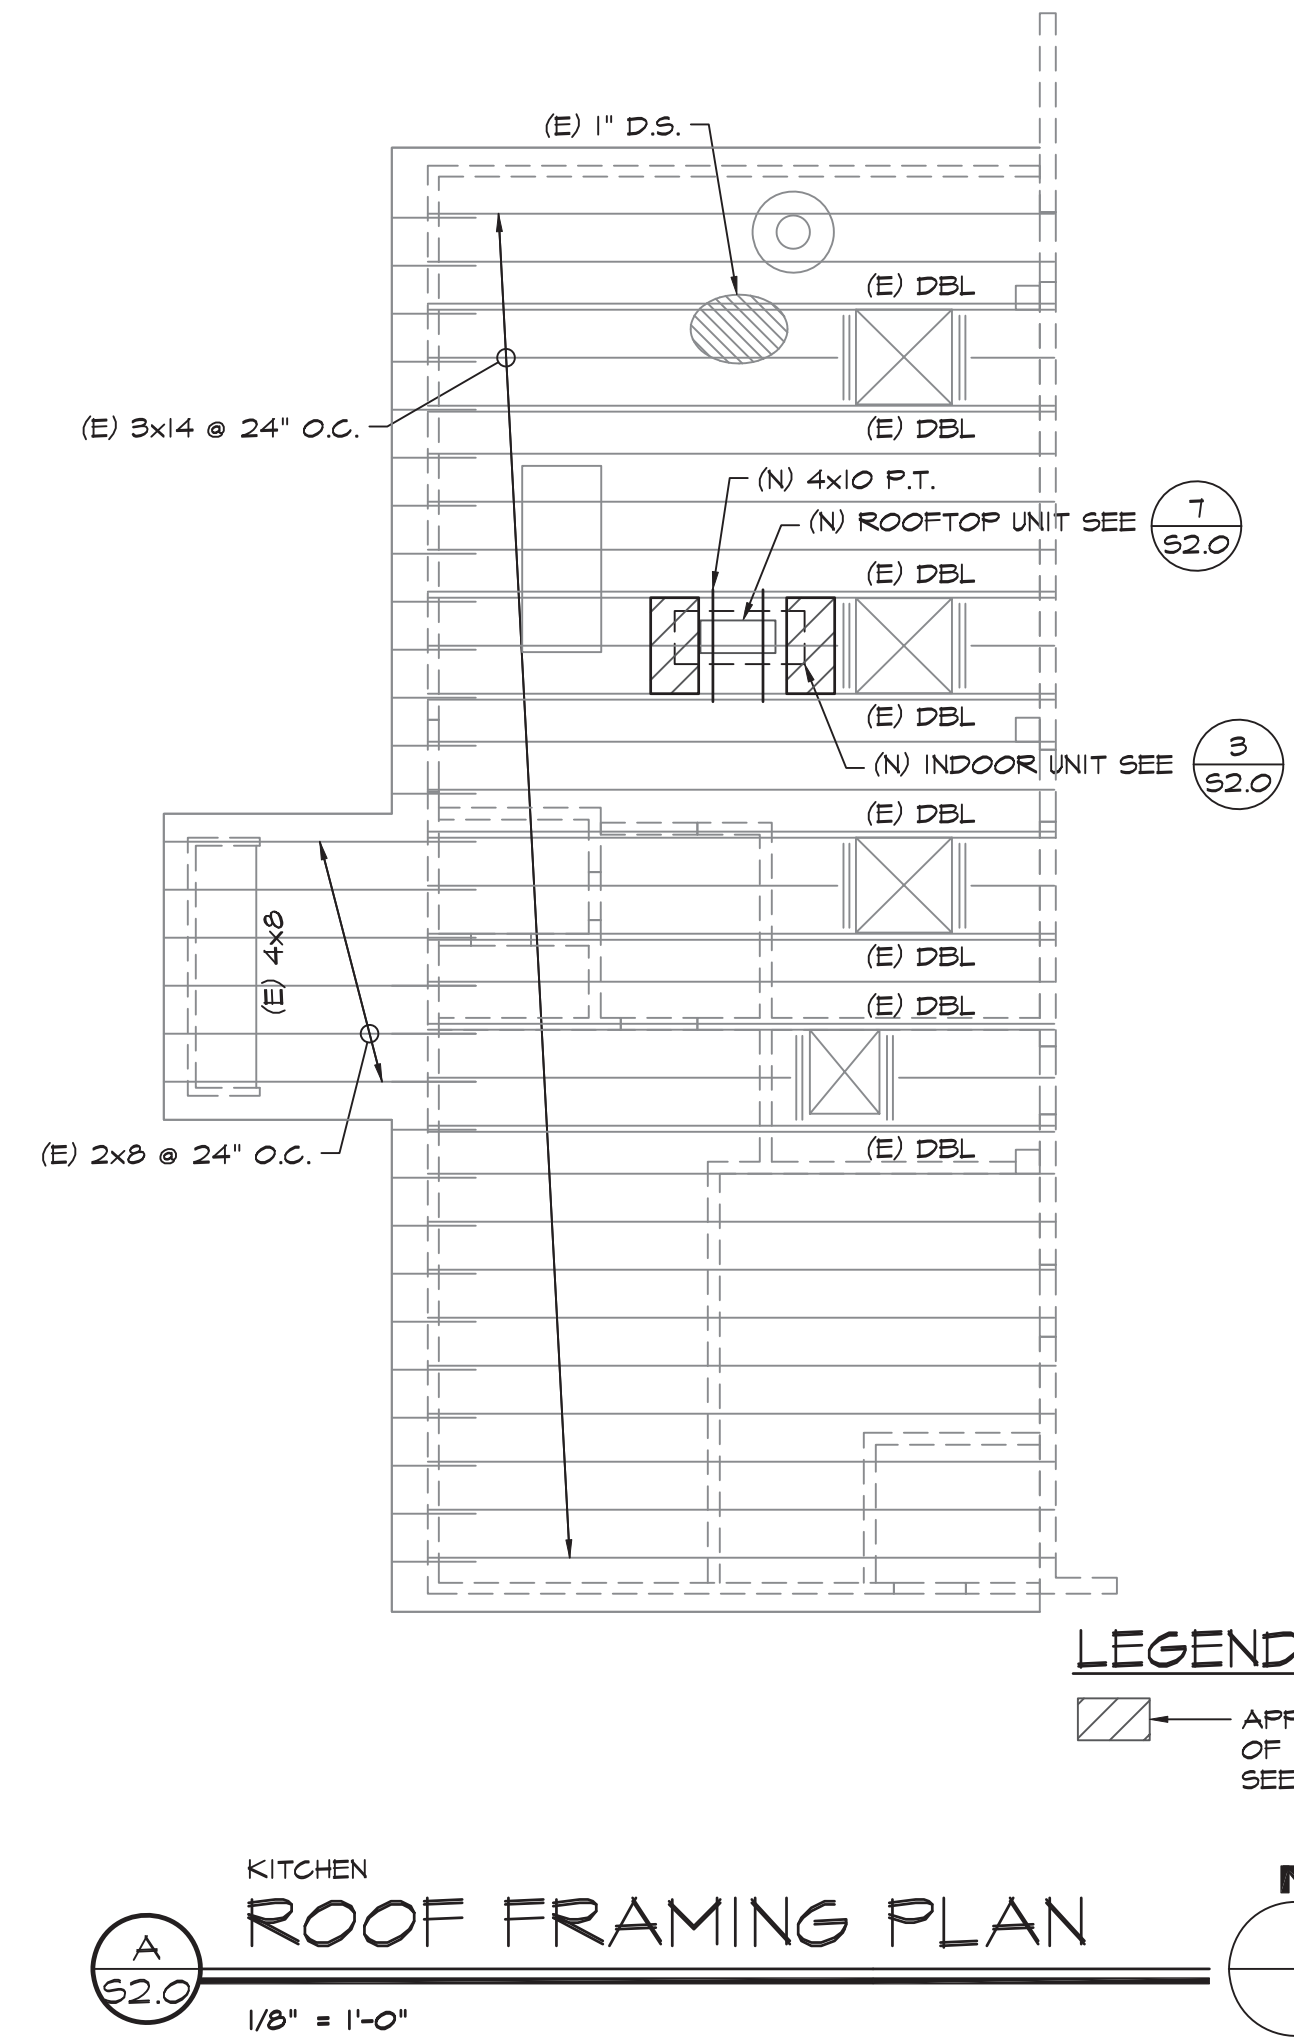 (E) 1" D.S.
(E) DBL
(E) 3x14 @ 24" O.C.
(E) DBL
(N) 4x10 P.T.
(N) ROOFTOP UNIT SEE
7
S2.0
(E) DBL
(E) DBL
(N) INDOOR UNIT SEE
3
S2.0
(E) DBL
(E) 4x8
(E) DBL
(E) DBL
(E) 2x8 @ 24" O.C.
(E) DBL
LEGEND
OF
SEE
KITCHEN
ROOF FRAMING PLAN
A
S2.0
1/8" = 1'-0"